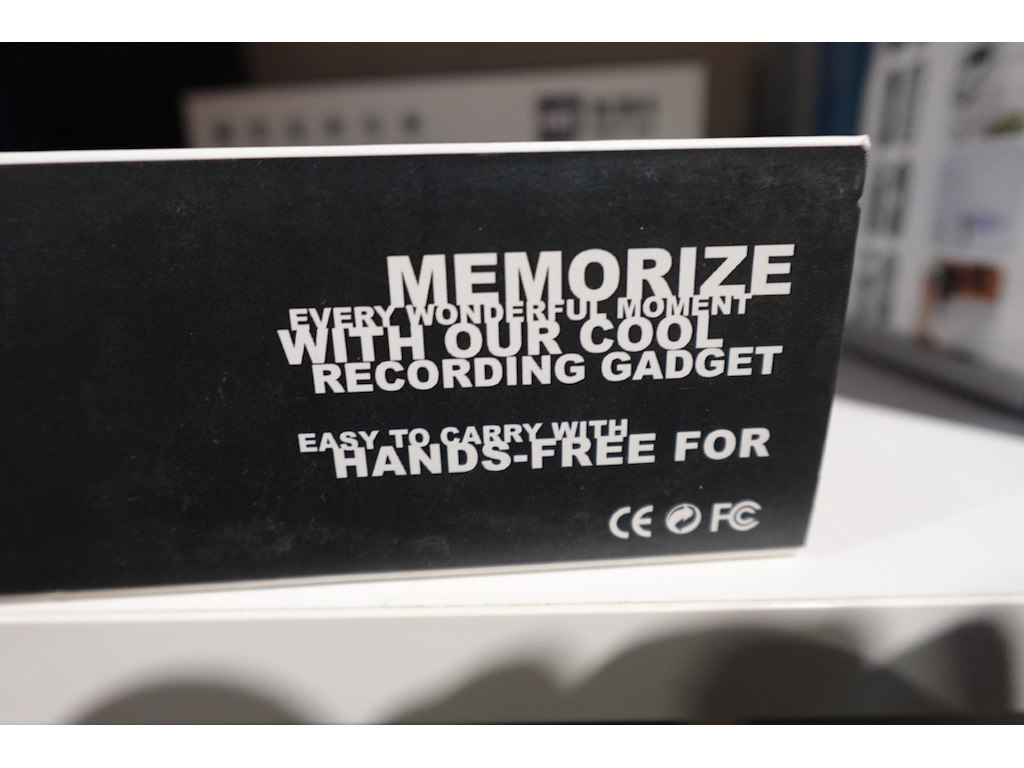 MEMORIZE
EVERY WONDERFUL MOMENT
WITH OUR COOL
RECORDING GADGET
EASY TO CARRY WITH
HANDS-FREE FOR
CE FC